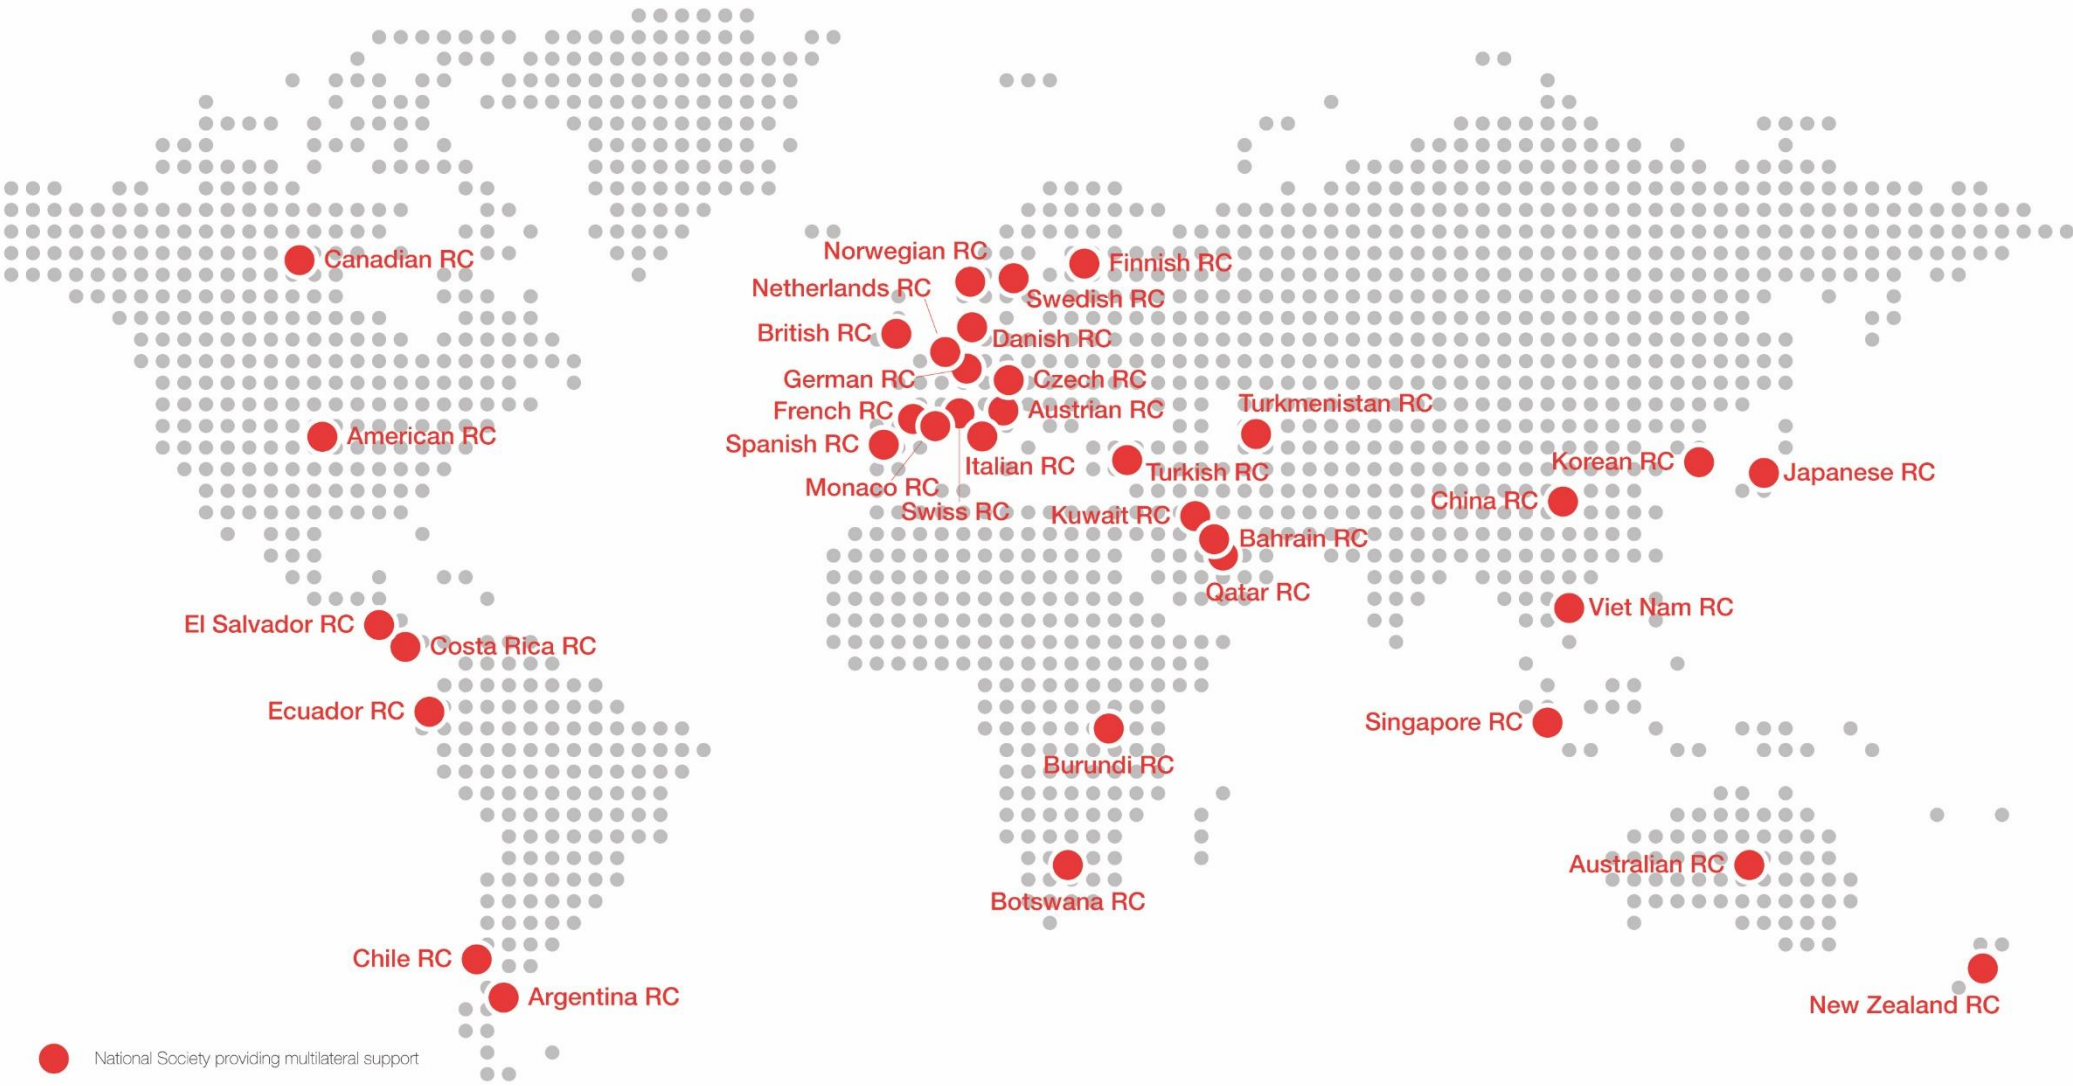 Norwegian RC
Canadian RC
Finnish RC
Netherlands RC
Swedish RC
British RC
Danish RC
German RC
Czech RC
Turkmenistan RC
French RC
Austrian RC
American RC
Spanish RC
Korean RC
Italian RC
Turkish RC
Japanese RC
Monaco RC
China RC
Swiss RC
Kuwait RC
Bahrain RC
Qatar RC
Viet Nam RC
El Salvador RC
Costa Rica RC
Ecuador RC
Singapore RC
Burundi RC
Australian RC
Botswana RC
Chile RC
Argentina RC
New Zealand RC
National Society providing multilateral support